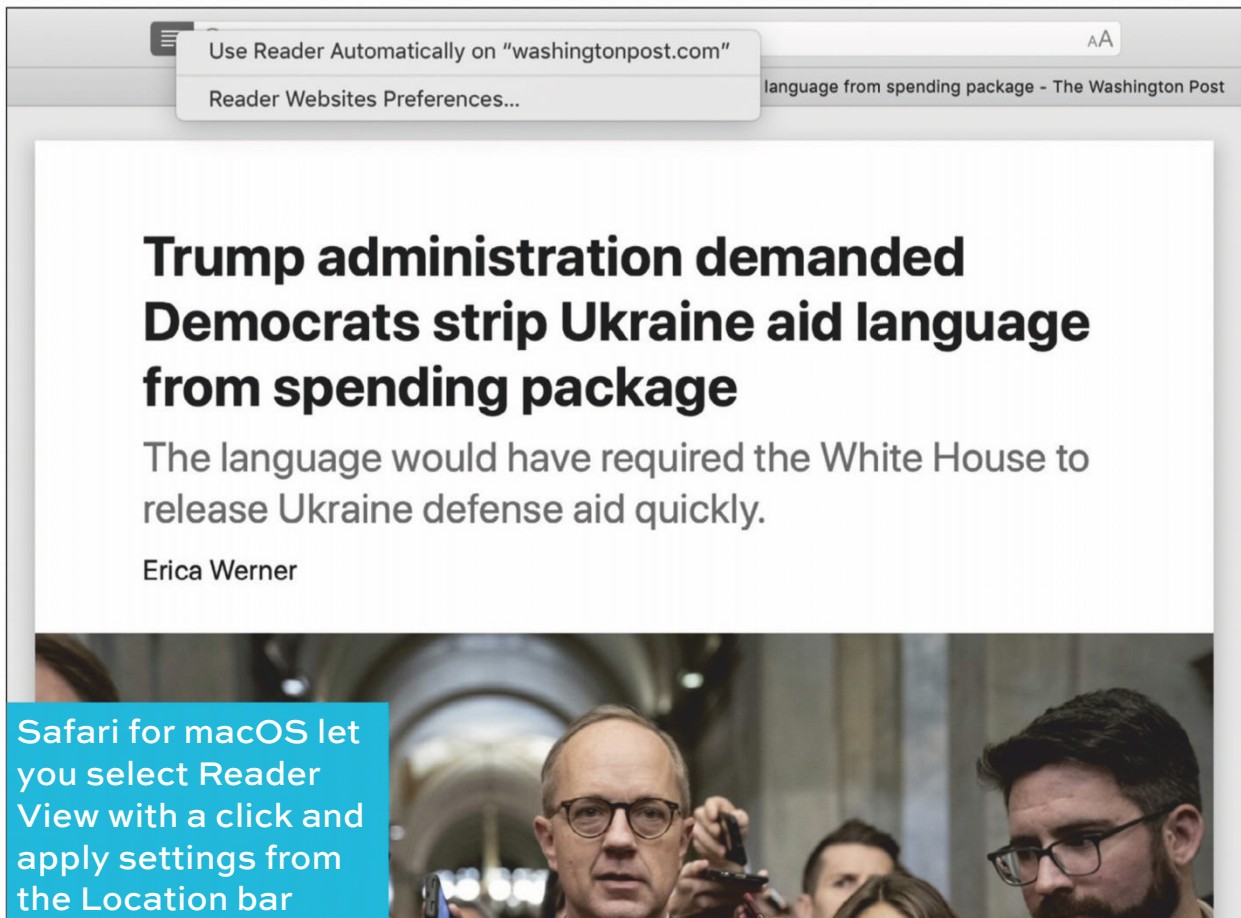 Use Reader Automatically on “washingtonpost.com”
AA
Reader Websites Preferences...
language from spending package - The Washington Post
Trump administration demanded
Democrats strip Ukraine aid language
from spending package
The language would have required the White House to
release Ukraine defense aid quickly.
Erica Werner
Safari for macOS let
you select Reader
View with a click and
apply settings from
the Location bar